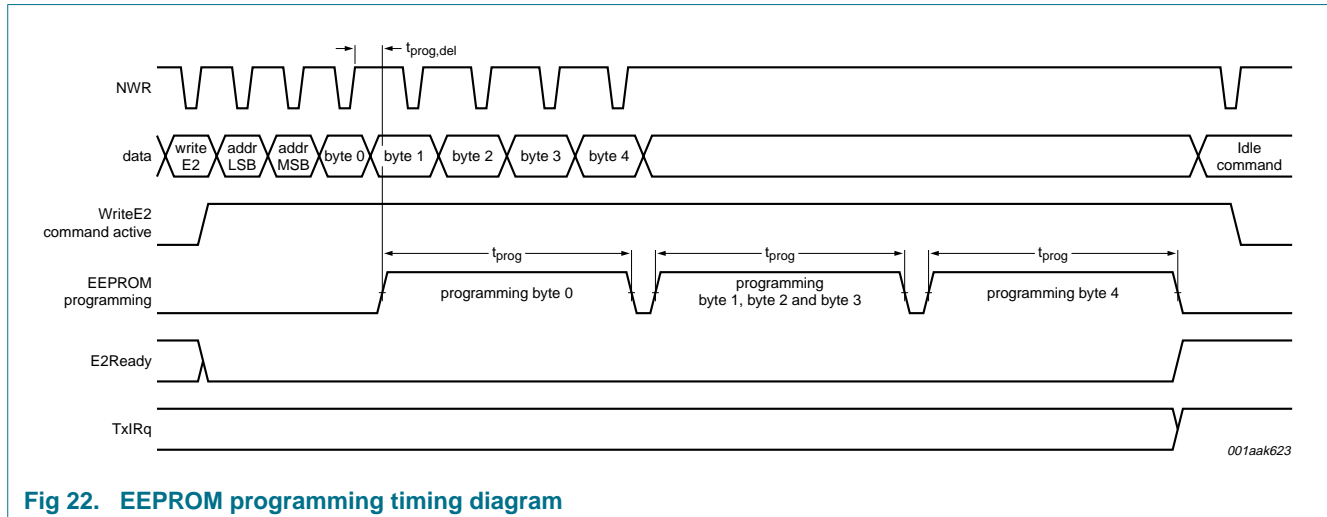 tprog,del
NWR
data
write E2
addr LSB
addr MSB
byte 0
byte 1
byte 2
byte 3
byte 4
Idle command
WriteE2
command active
tprog
tprog
tprog
EEPROM
programming
programming byte 0
programming
byte 1, byte 2 and byte 3
programming byte 4
E2Ready
TxIRq
001aak623
Fig 22. EEPROM programming timing diagram